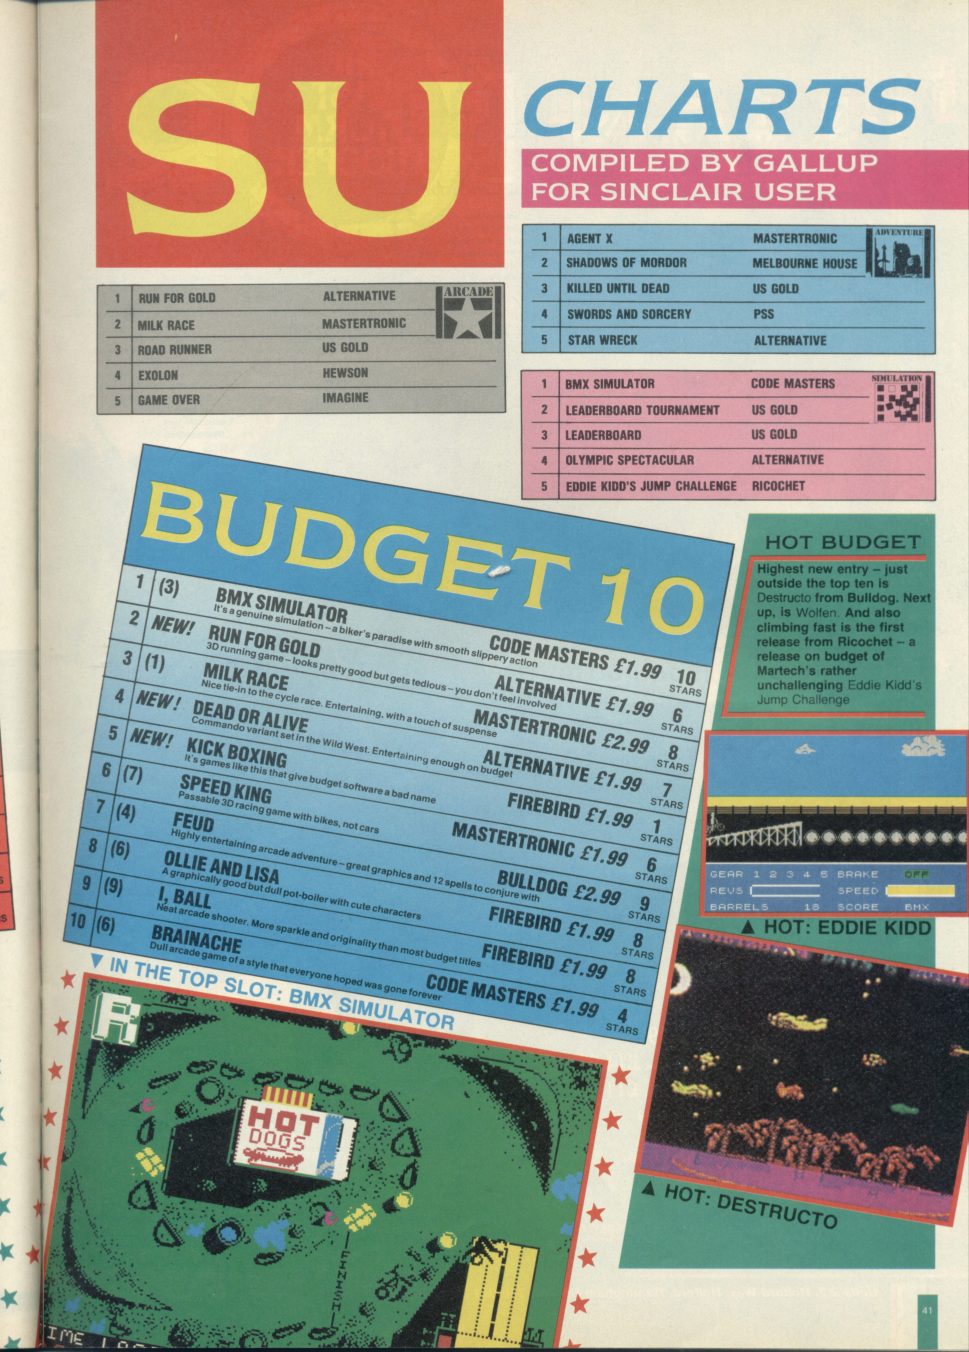 SU
CHARTS
COMPILED BY GALLUP
FOR SINCLAIR USER
ARCADE
1 RUN FOR GOLD ALTERNATIVE
2 MILK RACE MASTERTRONIC
3 ROAD RUNNER US GOLD
4 EXOLON HEWSON
5 GAME OVER IMAGINE
ADVENTURE
1 AGENT X MASTERTRONIC
2 SHADOWS OF MORDOR MELBOURNE HOUSE
3 KILLED UNTIL DEAD US GOLD
4 SWORDS AND SORCERY PSS
5 STAR WRECK ALTERNATIVE
SIMULATION
1 BMX SIMULATOR CODE MASTERS
2 LEADERBOARD TOURNAMENT US GOLD
3 LEADERBOARD US GOLD
4 OLYMPIC SPECTACULAR ALTERNATIVE
5 EDDIE KIDD'S JUMP CHALLENGE RICOCHET
BUDGET 10
1 (3) BMX SIMULATOR CODE MASTERS £1.99 10 STARS
It's a genuine simulation – a biker's paradise with smooth slippery action
2 NEW! RUN FOR GOLD ALTERNATIVE £1.99 6 STARS
3D running game – looks pretty good but gets tedious – you don't feel involved
3 (1) MILK RACE MASTERTRONIC £2.99 8 STARS
Nice tie-in to the cycle race. Entertaining, with a touch of suspense
4 NEW! DEAD OR ALIVE ALTERNATIVE £1.99 7 STARS
Commando variant set in the Wild West. Entertaining enough on budget
5 NEW! KICK BOXING FIREBIRD £1.99 1 STARS
It's games like this that give budget software a bad name
6 (7) SPEED KING MASTERTRONIC £1.99 6 STARS
Passable 3D racing game with bikes, not cars
7 (4) FEUD BULLDOG £2.99 9 STARS
Highly entertaining arcade adventure – great graphics and 12 spells to conjure with
8 (6) OLLIE AND LISA FIREBIRD £1.99 8 STARS
A graphically good but dull pot-boiler with cute characters
9 (9) I, BALL FIREBIRD £1.99 8 STARS
Neat arcade shooter. More sparkle and originality than most budget titles
10 (6) BRAINACHE CODE MASTERS £1.99 4 STARS
Dull arcade game of a style that everyone hoped was gone forever
HOT BUDGET
Highest new entry – just
outside the top ten is
Destructo from Bulldog. Next
up, is Wolfen. And also
climbing fast is the first
release from Ricochet – a
release on budget of
Martech's rather
unchallenging Eddie Kidd's
Jump Challenge
GEAR 1 2 3 4 5 BRAKE OFF
REVS SPEED
BARRELS 18 SCORE BMX
▲ HOT: EDDIE KIDD
▼ IN THE TOP SLOT: BMX SIMULATOR
HOT
DOGS
FINISH
▲ HOT: DESTRUCTO
41